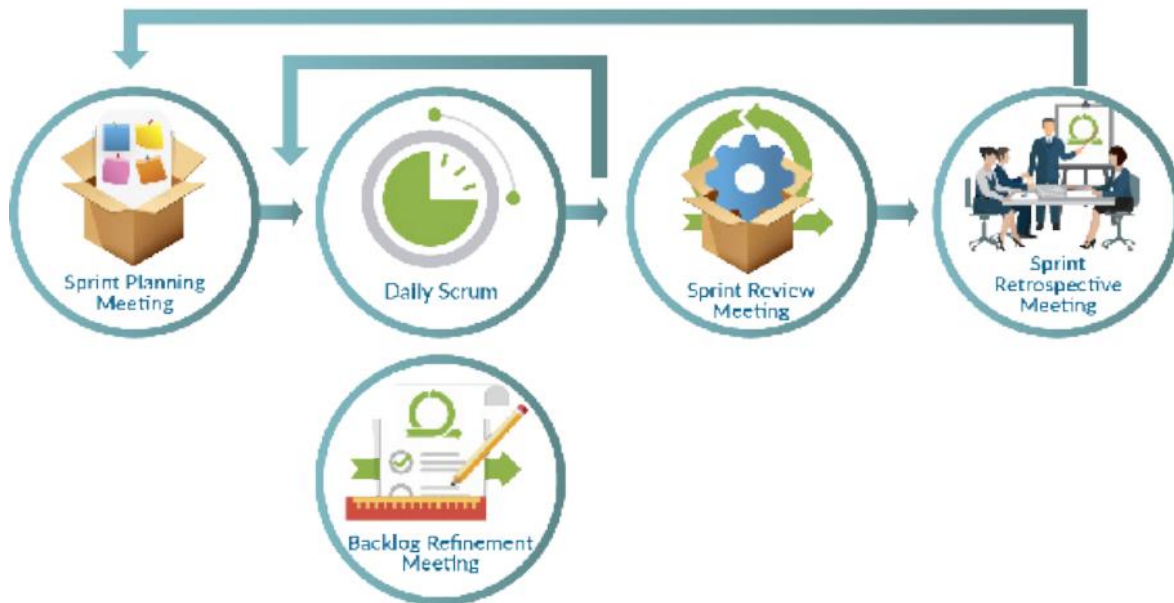 Sprint Planning
Meeting
Daily Scrum
Sprint Review
Meeting
Sprint
Retrospective
Meeting
Backlog Refinement
Meeting